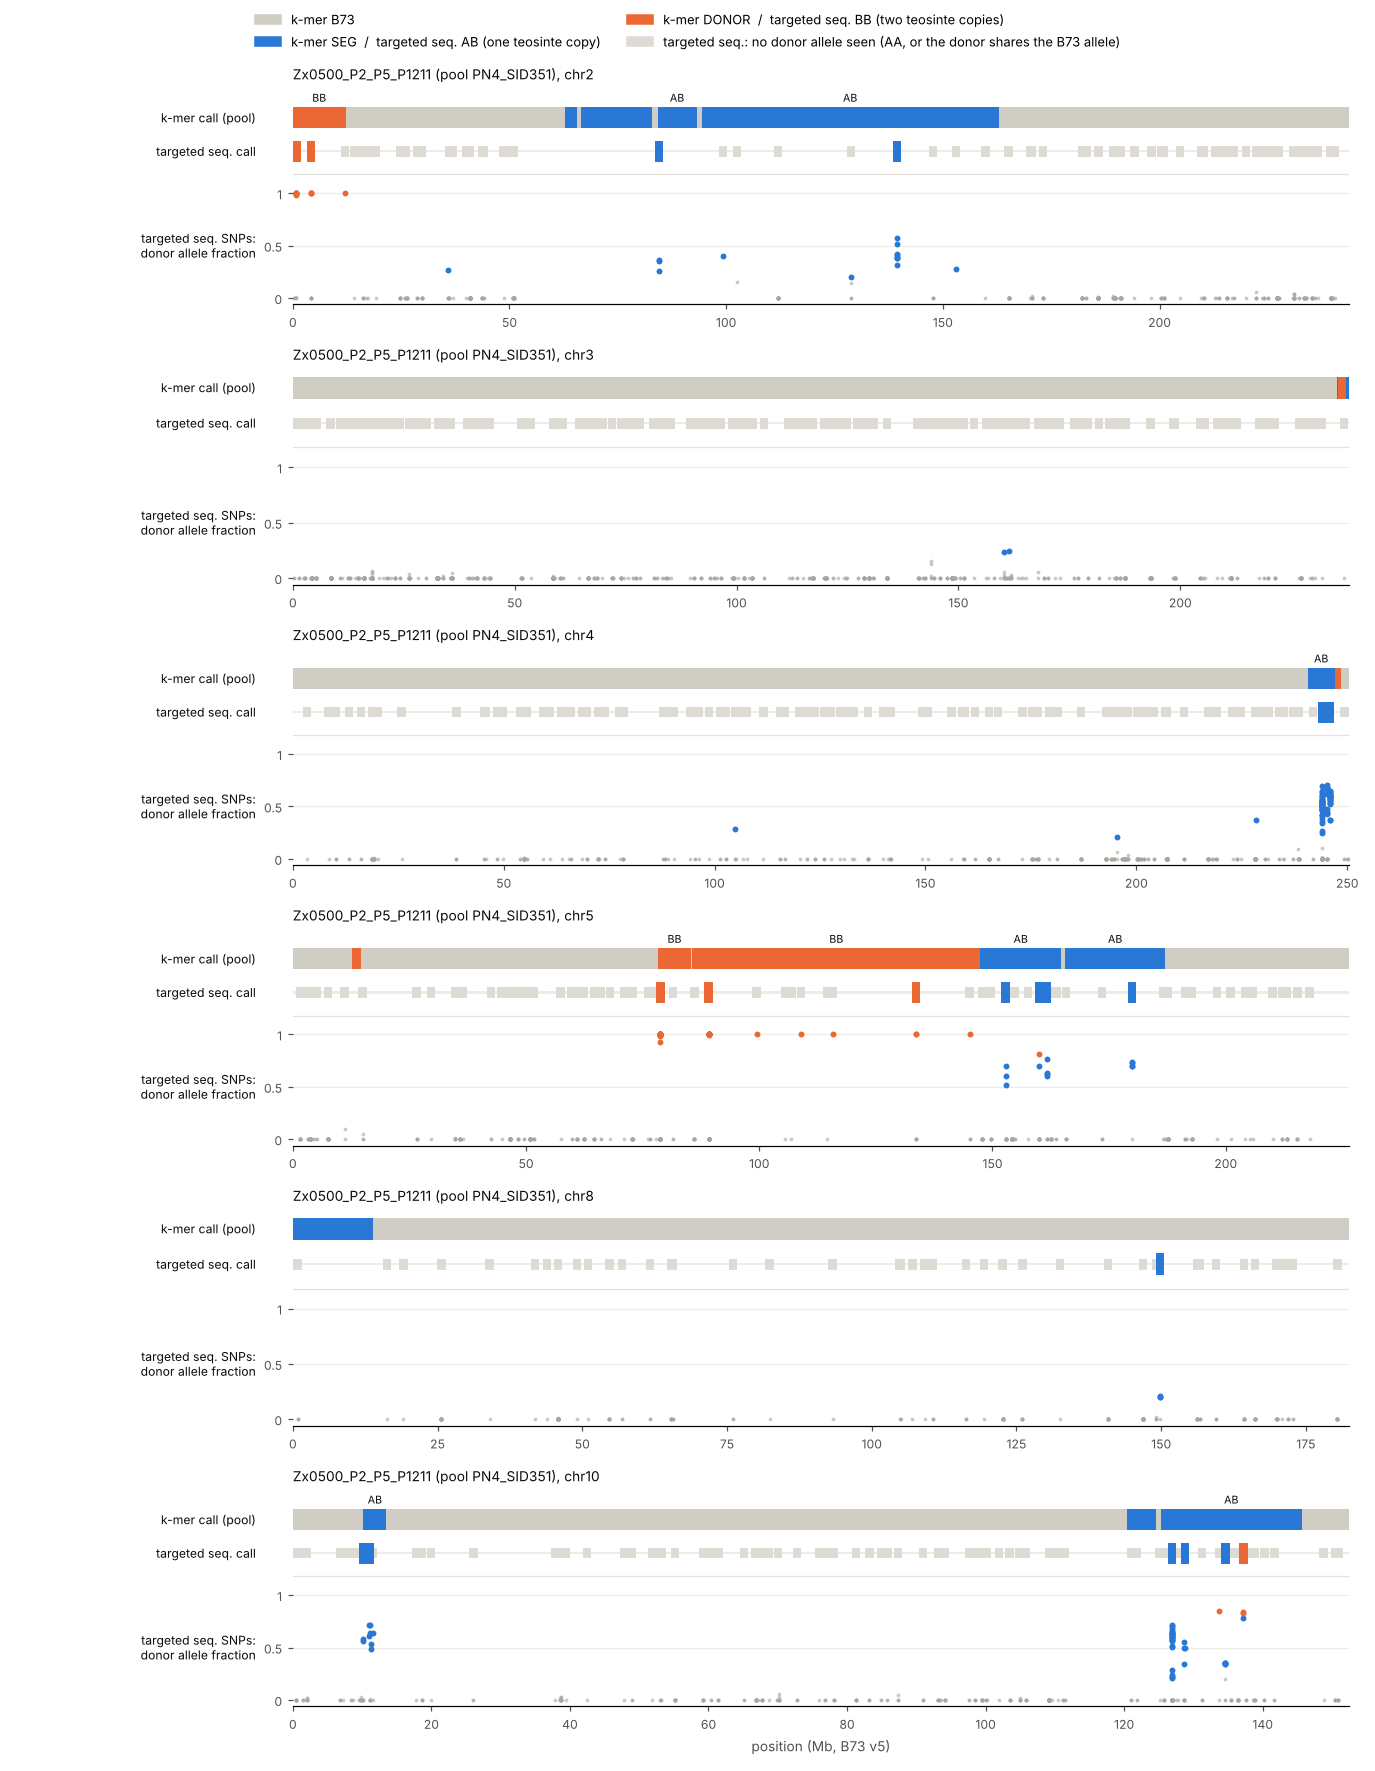 k-mer B73
k-mer DONOR / targeted seq. BB (two teosinte copies)
k-mer SEG / targeted seq. AB (one teosinte copy)
targeted seq.: no donor allele seen (AA, or the donor shares the B73 allele)
Zx0500_P2_P5_P1211 (pool PN4_SID351), chr2
BB AB AB
k-mer call (pool)
targeted seq. call
1
targeted seq. SNPs:
donor allele fraction
0.5
0
0 50 100 150 200
Zx0500_P2_P5_P1211 (pool PN4_SID351), chr3
k-mer call (pool)
targeted seq. call
1
targeted seq. SNPs:
donor allele fraction
0.5
0
0 50 100 150 200
Zx0500_P2_P5_P1211 (pool PN4_SID351), chr4
AB
k-mer call (pool)
targeted seq. call
1
targeted seq. SNPs:
donor allele fraction
0.5
0
0 50 100 150 200 250
Zx0500_P2_P5_P1211 (pool PN4_SID351), chr5
BB BB AB AB
k-mer call (pool)
targeted seq. call
1
targeted seq. SNPs:
donor allele fraction
0.5
0
0 50 100 150 200
Zx0500_P2_P5_P1211 (pool PN4_SID351), chr8
k-mer call (pool)
targeted seq. call
1
targeted seq. SNPs:
donor allele fraction
0.5
0
0 25 50 75 100 125 150 175
Zx0500_P2_P5_P1211 (pool PN4_SID351), chr10
AB AB
k-mer call (pool)
targeted seq. call
1
targeted seq. SNPs:
donor allele fraction
0.5
0
0 20 40 60 80 100 120 140
position (Mb, B73 v5)